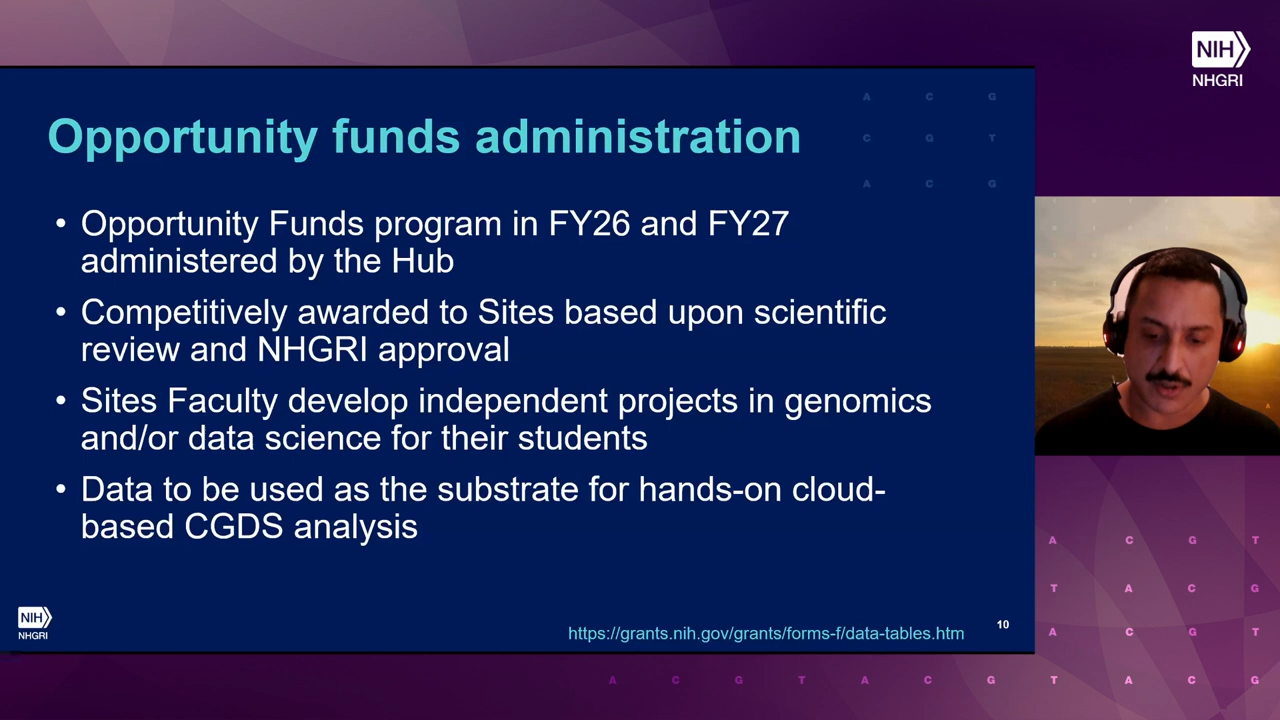 NIH
NHGRI
A C G
Opportunity funds administration
C G T
A C G
• Opportunity Funds program in FY26 and FY27
administered by the Hub
• Competitively awarded to Sites based upon scientific
review and NHGRI approval
• Sites Faculty develop independent projects in genomics
and/or data science for their students
• Data to be used as the substrate for hands-on cloud-
based CGDS analysis
A C G T
T A C G
NIH
NHGRI
https://grants.nih.gov/grants/forms-f/data-tables.htm
10
A C G T
A C G T A C G T A C G